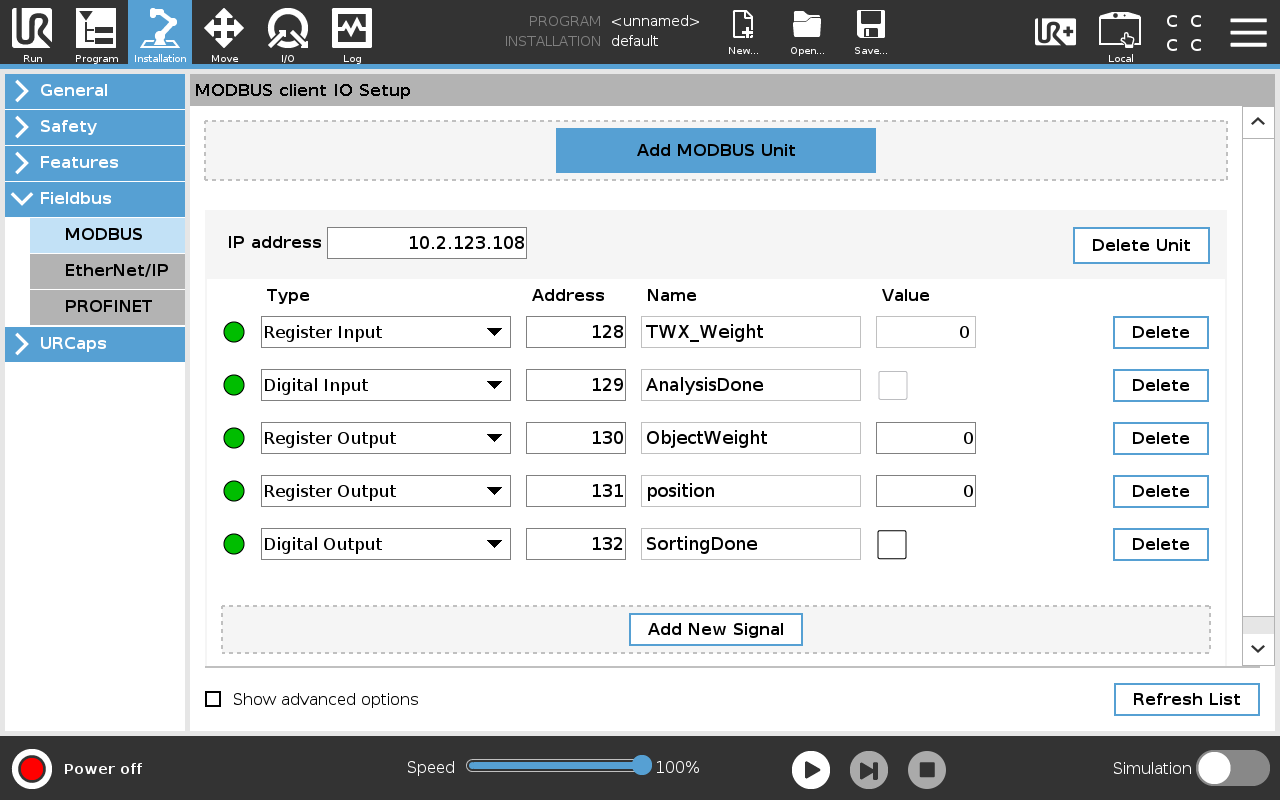 PROGRAM <unnamed>
INSTALLATION default
UR
UR+
C C
C C
Run Program Installation Move I/O Log New... Open... Save... Local
General
Safety
Features
Fieldbus
MODBUS
EtherNet/IP
PROFINET
URCaps
MODBUS client IO Setup
Add MODBUS Unit
IP address 10.2.123.108 Delete Unit
Type Address Name Value
Register Input 128 TWX_Weight 0 Delete
Digital Input 129 AnalysisDone Delete
Register Output 130 ObjectWeight 0 Delete
Register Output 131 position 0 Delete
Digital Output 132 SortingDone Delete
Add New Signal
Show advanced options Refresh List
Power off Speed 100% Simulation